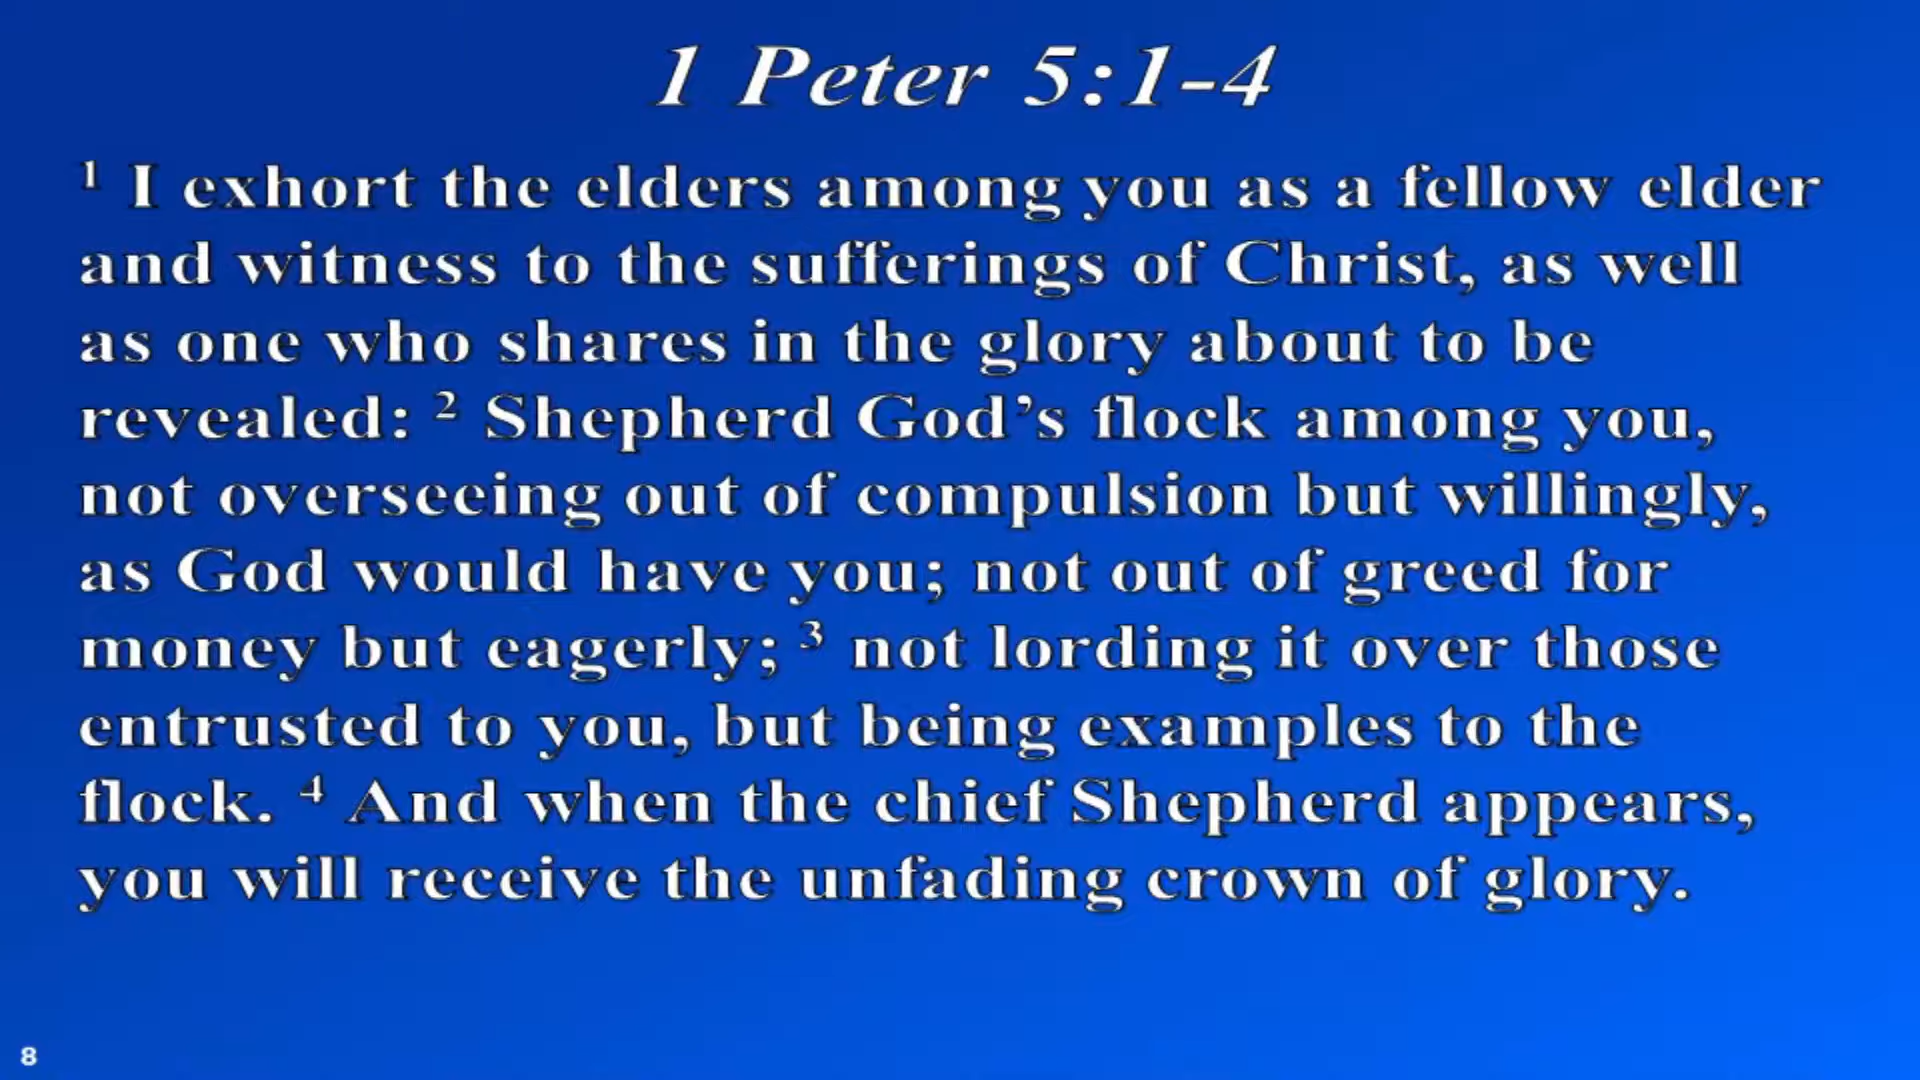 1 Peter 5:1-4
¹ I exhort the elders among you as a fellow elder
and witness to the sufferings of Christ, as well
as one who shares in the glory about to be
revealed: ² Shepherd God’s flock among you,
not overseeing out of compulsion but willingly,
as God would have you; not out of greed for
money but eagerly; ³ not lording it over those
entrusted to you, but being examples to the
flock. ⁴ And when the chief Shepherd appears,
you will receive the unfading crown of glory.
8